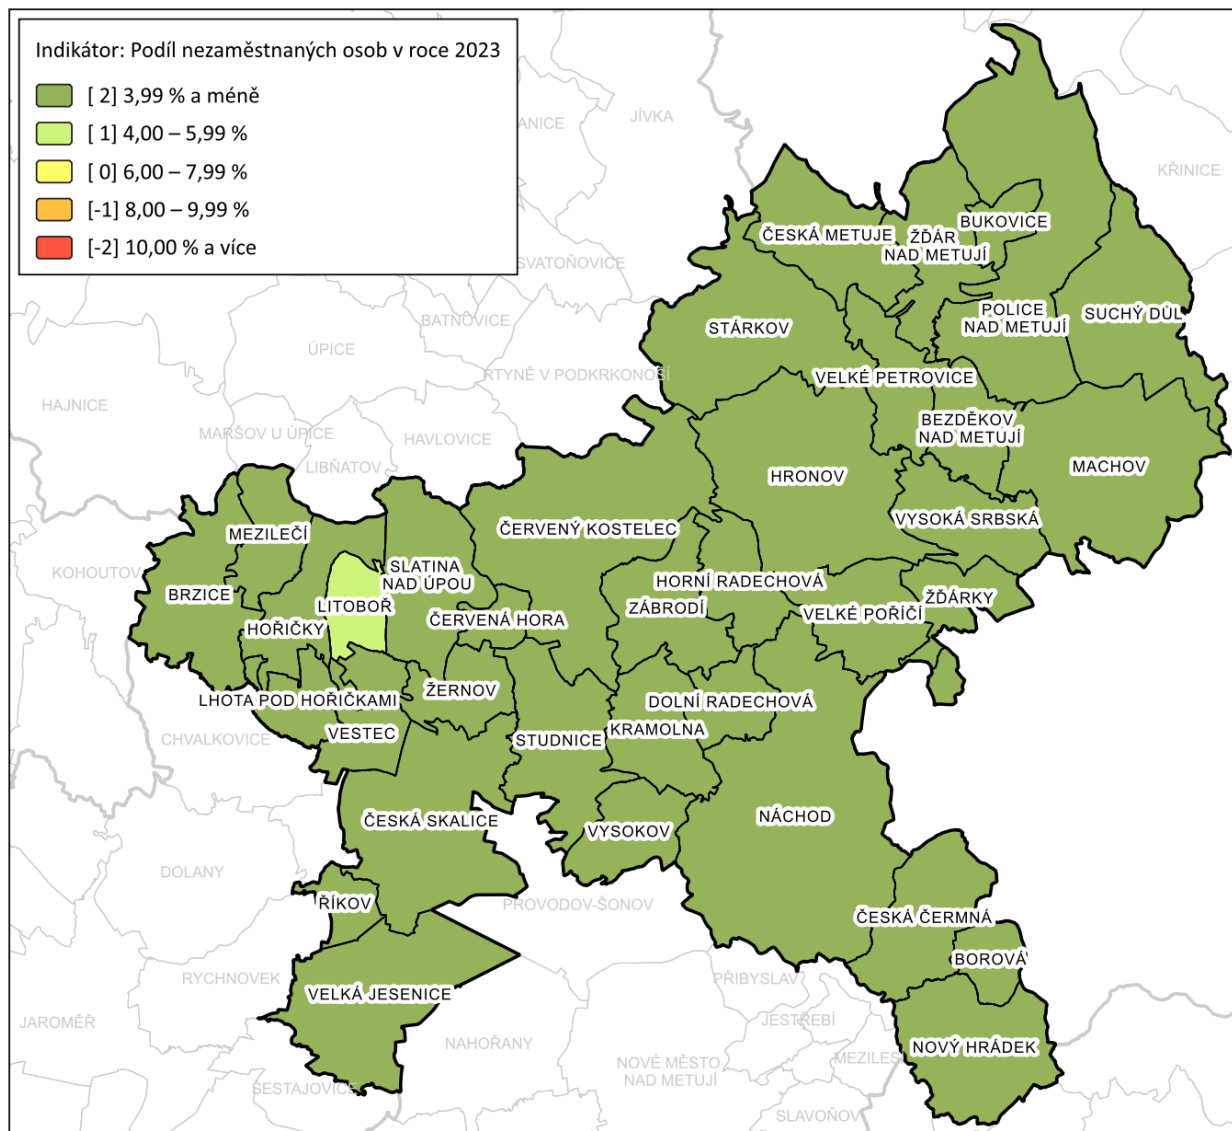 Indikátor: Podíl nezaměstnaných osob v roce 2023
[ 2] 3,99 % a méně
[ 1] 4,00 – 5,99 %
[ 0] 6,00 – 7,99 %
[-1] 8,00 – 9,99 %
[-2] 10,00 % a více
ANICE
JÍVKA
KŘINICE
BUKOVICE
ČESKÁ METUJE
ŽĎÁR
NAD METUJÍ
SVATOŇOVICE
BATŇOVICE
STÁRKOV
POLICE
NAD METUJÍ
SUCHÝ DŮL
ÚPICE
RTYNĚ V PODKRKONOŠÍ
VELKÉ PETROVICE
HAJNICE
MARŠOV U ÚPICE
HAVLOVICE
BEZDĚKOV
NAD METUJÍ
LIBŇATOV
HRONOV
MACHOV
MEZILEČÍ
ČERVENÝ KOSTELEC
VYSOKÁ SRBSKÁ
KOHOUTOV
BRZICE
SLATINA
NAD ÚPOU
HORNÍ RADECHOVÁ
LITOBOŘ
ZÁBRODÍ
ŽĎÁRKY
HOŘIČKY
ČERVENÁ HORA
VELKÉ POŘÍČÍ
LHOTA POD HOŘIČKAMI
ŽERNOV
DOLNÍ RADECHOVÁ
CHVALKOVICE
VESTEC
STUDNICE
KRAMOLNA
ČESKÁ SKALICE
VYSOKOV
NÁCHOD
DOLANY
ŘÍKOV
PROVODOV-ŠONOV
ČESKÁ ČERMNÁ
BOROVÁ
RYCHNOVEK
VELKÁ JESENICE
PŘIBYSLAV
JAROMĚŘ
JESTŘEBÍ
NAHOŘANY
NOVÝ HRÁDEK
NOVÉ MĚSTO
NAD METUJÍ
MEZILES
ŠESTAJOVICE
SLAVOŇOV